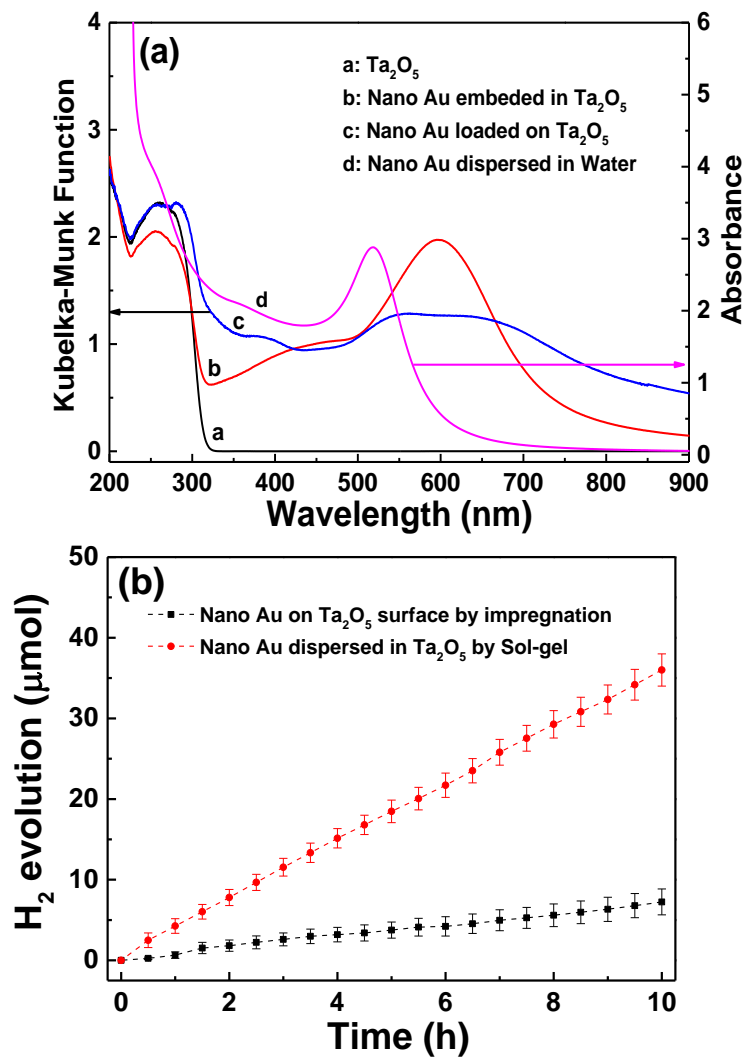 (a)
a: Ta₂O₅
b: Nano Au embeded in Ta₂O₅
c: Nano Au loaded on Ta₂O₅
d: Nano Au dispersed in Water
Kubelka-Munk Function
4
3
2
1
0
Absorbance
6
5
4
3
2
1
0
d
c
b
a
200 300 400 500 600 700 800 900
Wavelength (nm)
(b)
Nano Au on Ta₂O₅ surface by impregnation
Nano Au dispersed in Ta₂O₅ by Sol-gel
H₂ evolution (μmol)
50
40
30
20
10
0
0 2 4 6 8 10
Time (h)